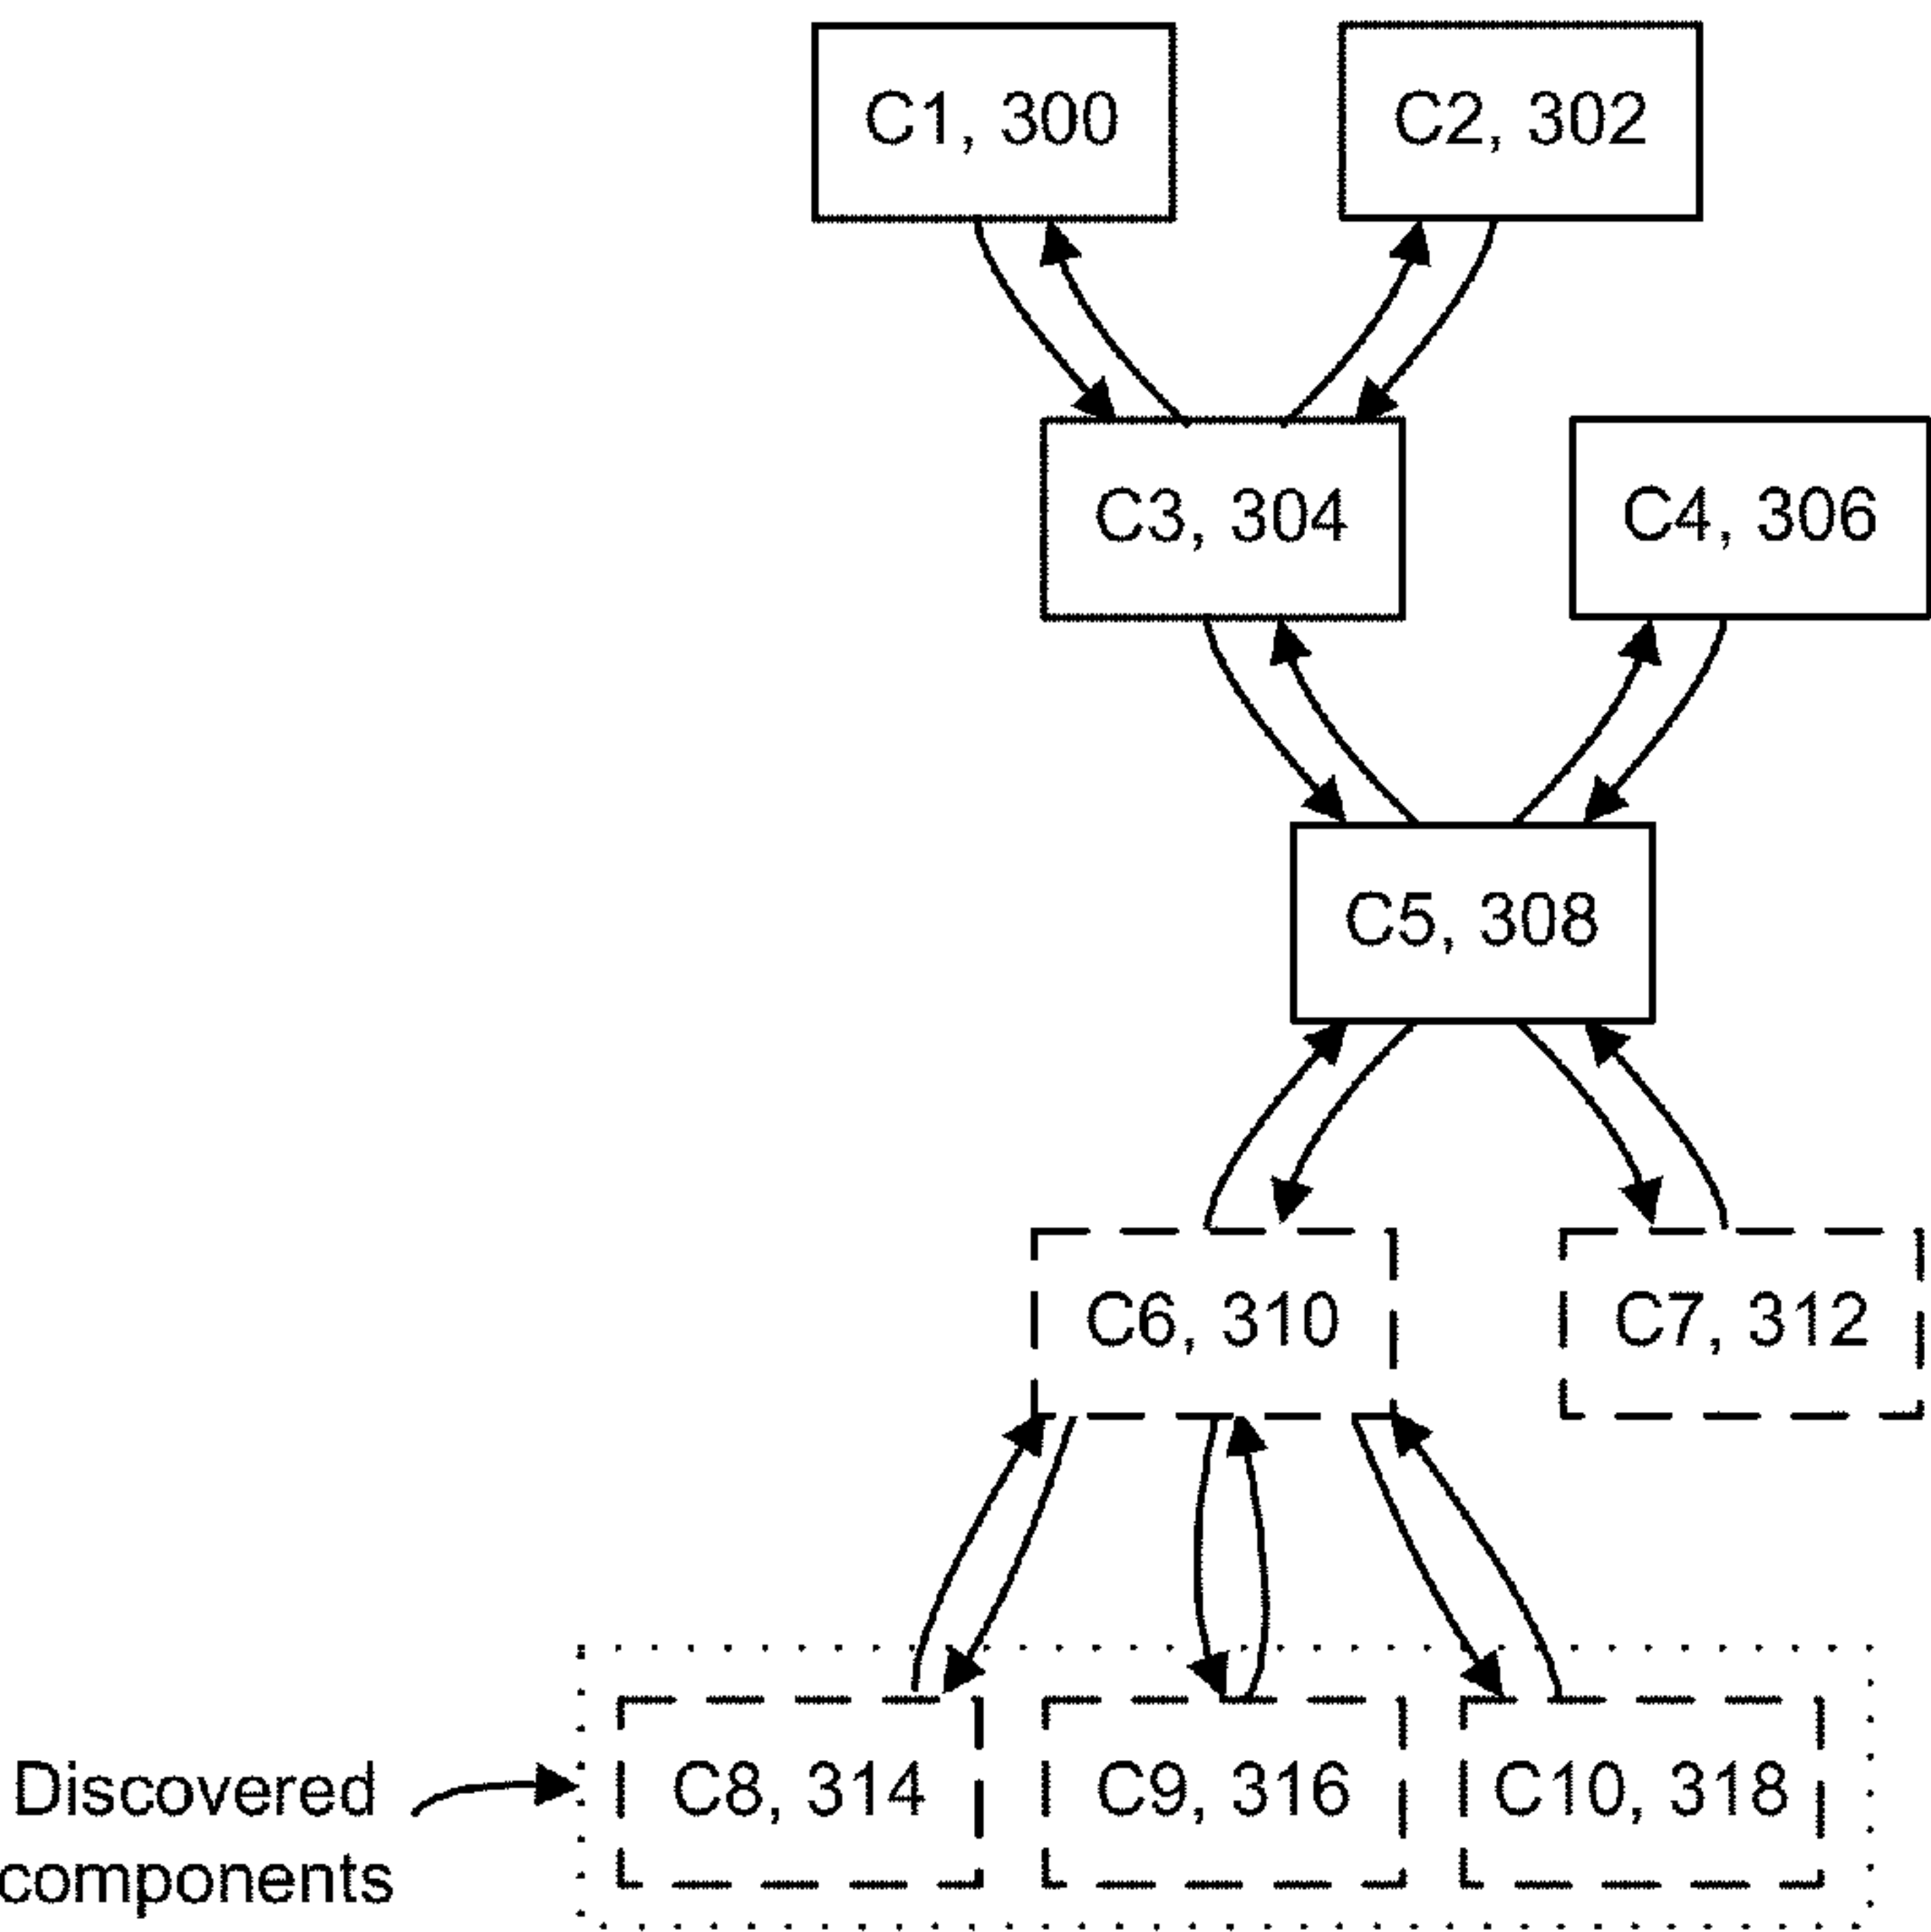 C1, 300
C2, 302
C3, 304
C4, 306
C5, 308
C6, 310
C7, 312
C8, 314
C9, 316
C10, 318
Discovered
components